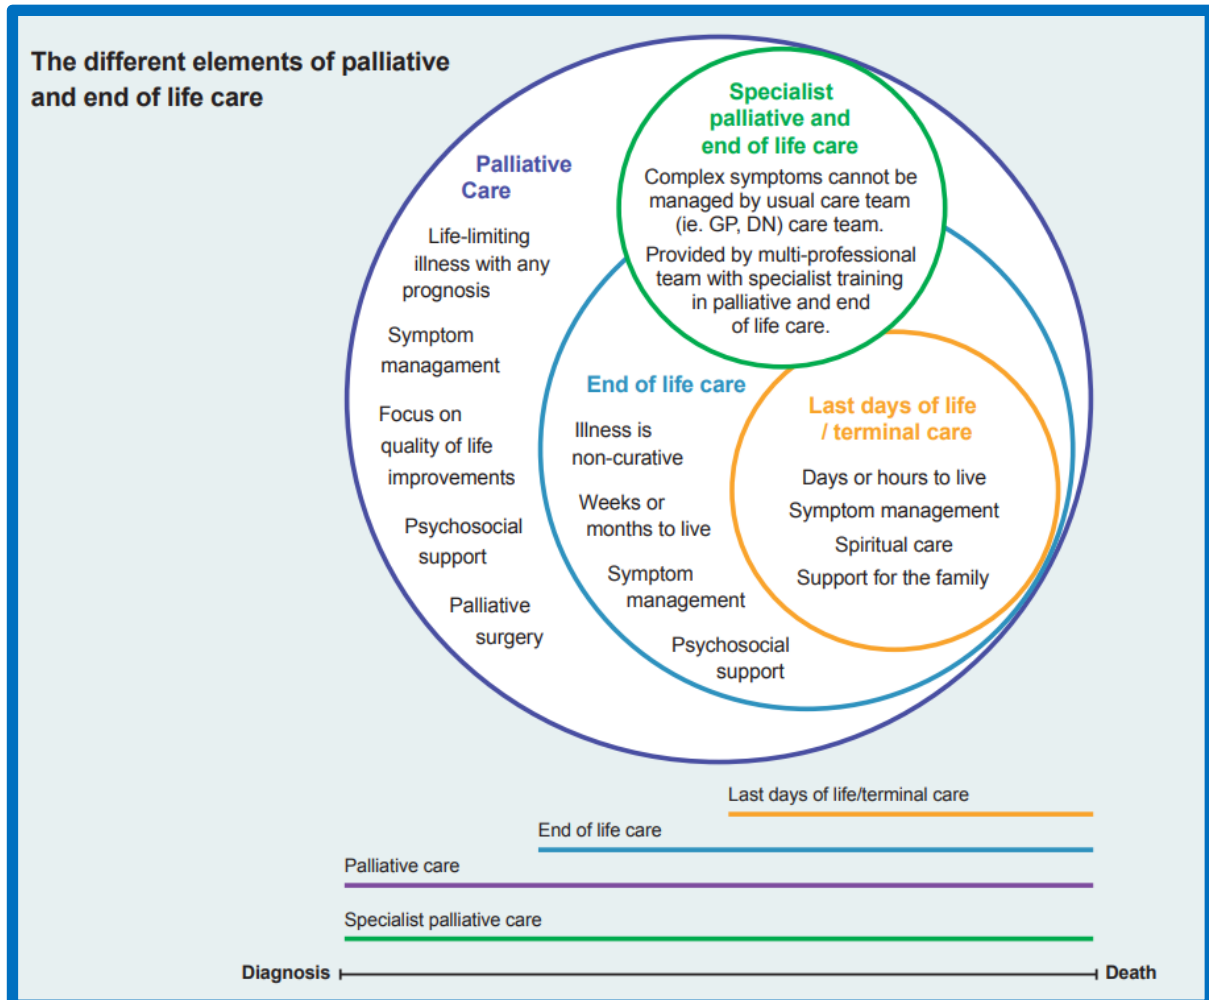 The different elements of palliative
and end of life care
Palliative
Care
Life-limiting
illness with any
prognosis
Symptom
managament
Focus on
quality of life
improvements
Psychosocial
support
Palliative
surgery
Specialist
palliative and
end of life care
Complex symptoms cannot be
managed by usual care team
(ie. GP, DN) care team.
Provided by multi-professional
team with specialist training
in palliative and end
of life care.
End of life care
Illness is
non-curative
Weeks or
months to live
Symptom
management
Psychosocial
support
Last days of life
/ terminal care
Days or hours to live
Symptom management
Spiritual care
Support for the family
Last days of life/terminal care
End of life care
Palliative care
Specialist palliative care
Diagnosis
Death